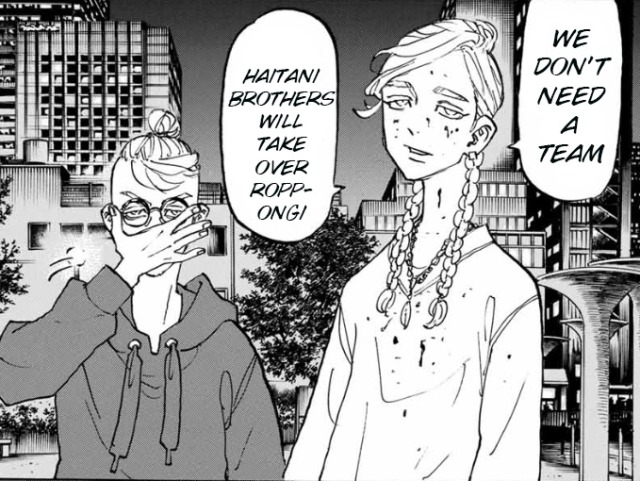 WE
DON'T
NEED
A
TEAM
HAITANI
BROTHERS
WILL
TAKE
OVER
ROPP-
ONGI